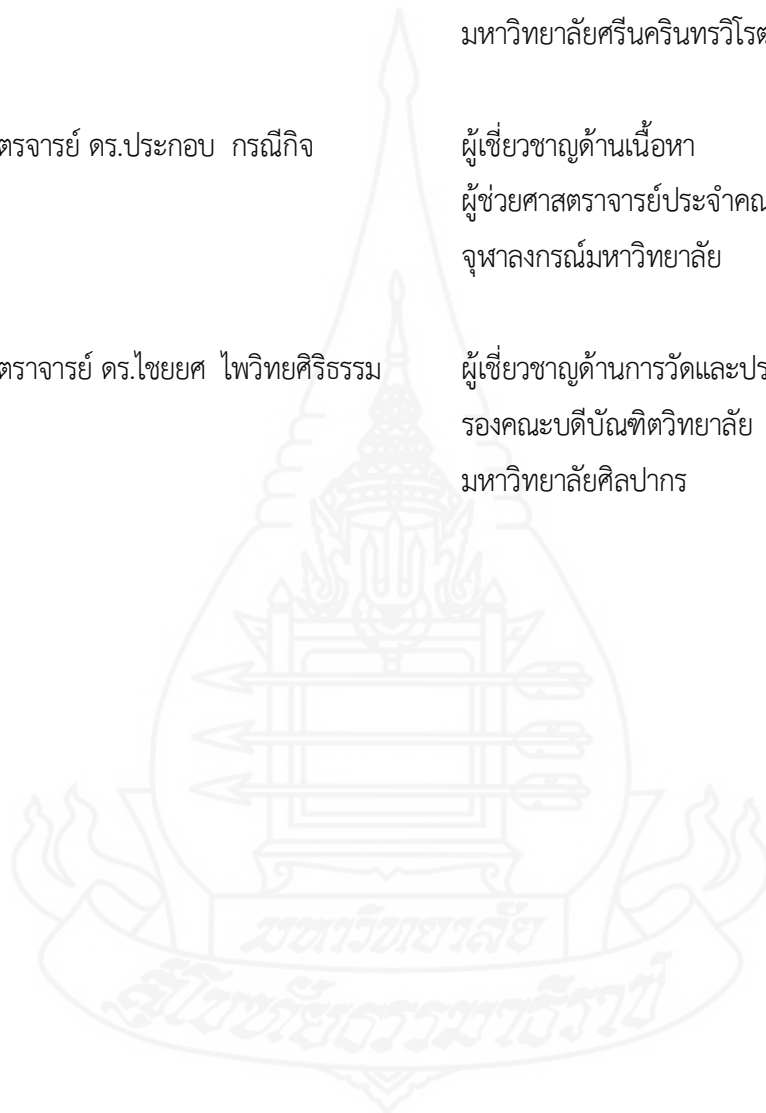 มหาวิทยาลัยศรีนครินทรวิโรฒ
ตรจารย์ ดร.ประกอบ กรณีกิจ ผู้เชี่ยวชาญด้านเนื้อหา
ผู้ช่วยศาสตราจารย์ประจำคณ
จุฬาลงกรณ์มหาวิทยาลัย
ตราจารย์ ดร.ไชยยศ ไพวิทยศิริธรรม ผู้เชี่ยวชาญด้านการวัดและประ
รองคณะบดีบัณฑิตวิทยาลัย
มหาวิทยาลัยศิลปากร
มหาวิทยาลัย
สุโขทัยธรรมาธิราช